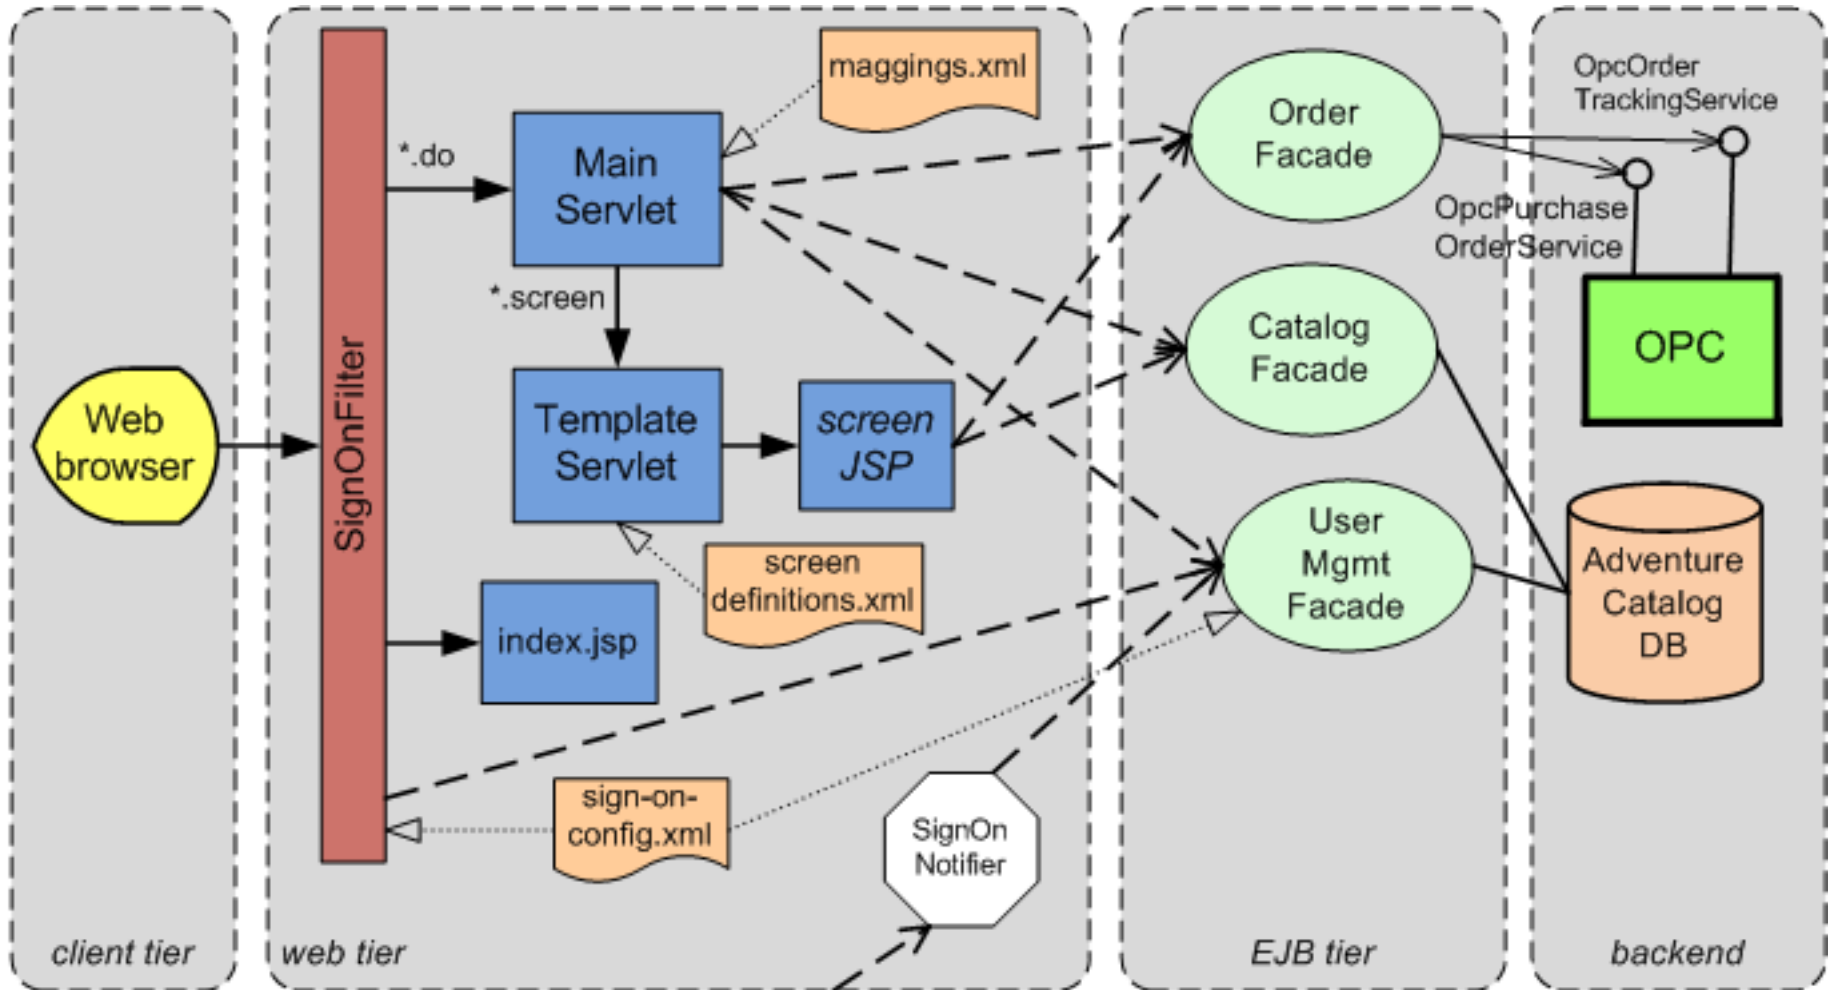 Web
browser
client tier
SignOnFilter
*.do
Main
Servlet
maggings.xml
*.screen
Template
Servlet
screen
JSP
screen
definitions.xml
index.jsp
sign-on-
config.xml
SignOn
Notifier
web tier
Order
Facade
Catalog
Facade
User
Mgmt
Facade
EJB tier
OpcOrder
TrackingService
OpcPurchase
OrderService
OPC
Adventure
Catalog
DB
backend